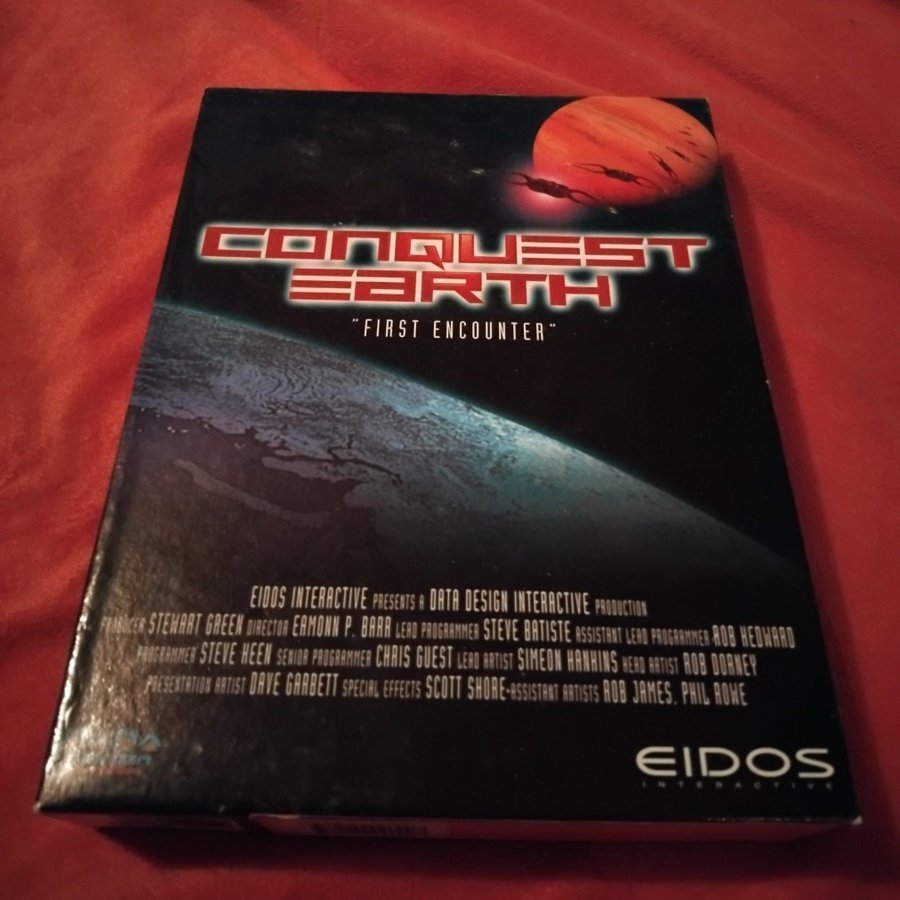 CONQUEST
EARTH
"FIRST ENCOUNTER"
EIDOS INTERACTIVE PRESENTS A DATA DESIGN INTERACTIVE PRODUCTION
PRODUCER STEWART GREEN DIRECTOR EAMONN P. BARR LEAD PROGRAMMER STEVE BATISTE ASSISTANT LEAD PROGRAMMER ROB HEDWARD
PROGRAMMER STEVE KEEN SENIOR PROGRAMMER CHRIS GUEST LEAD ARTIST SIMEON HANKINS HEAD ARTIST ROB DORNEY
PRESENTATION ARTIST DAVE GARBETT SPECIAL EFFECTS SCOTT SHORE-ASSISTANT ARTISTS ROB JAMES, PHIL ROWE
EIDOS
INTERACTIVE